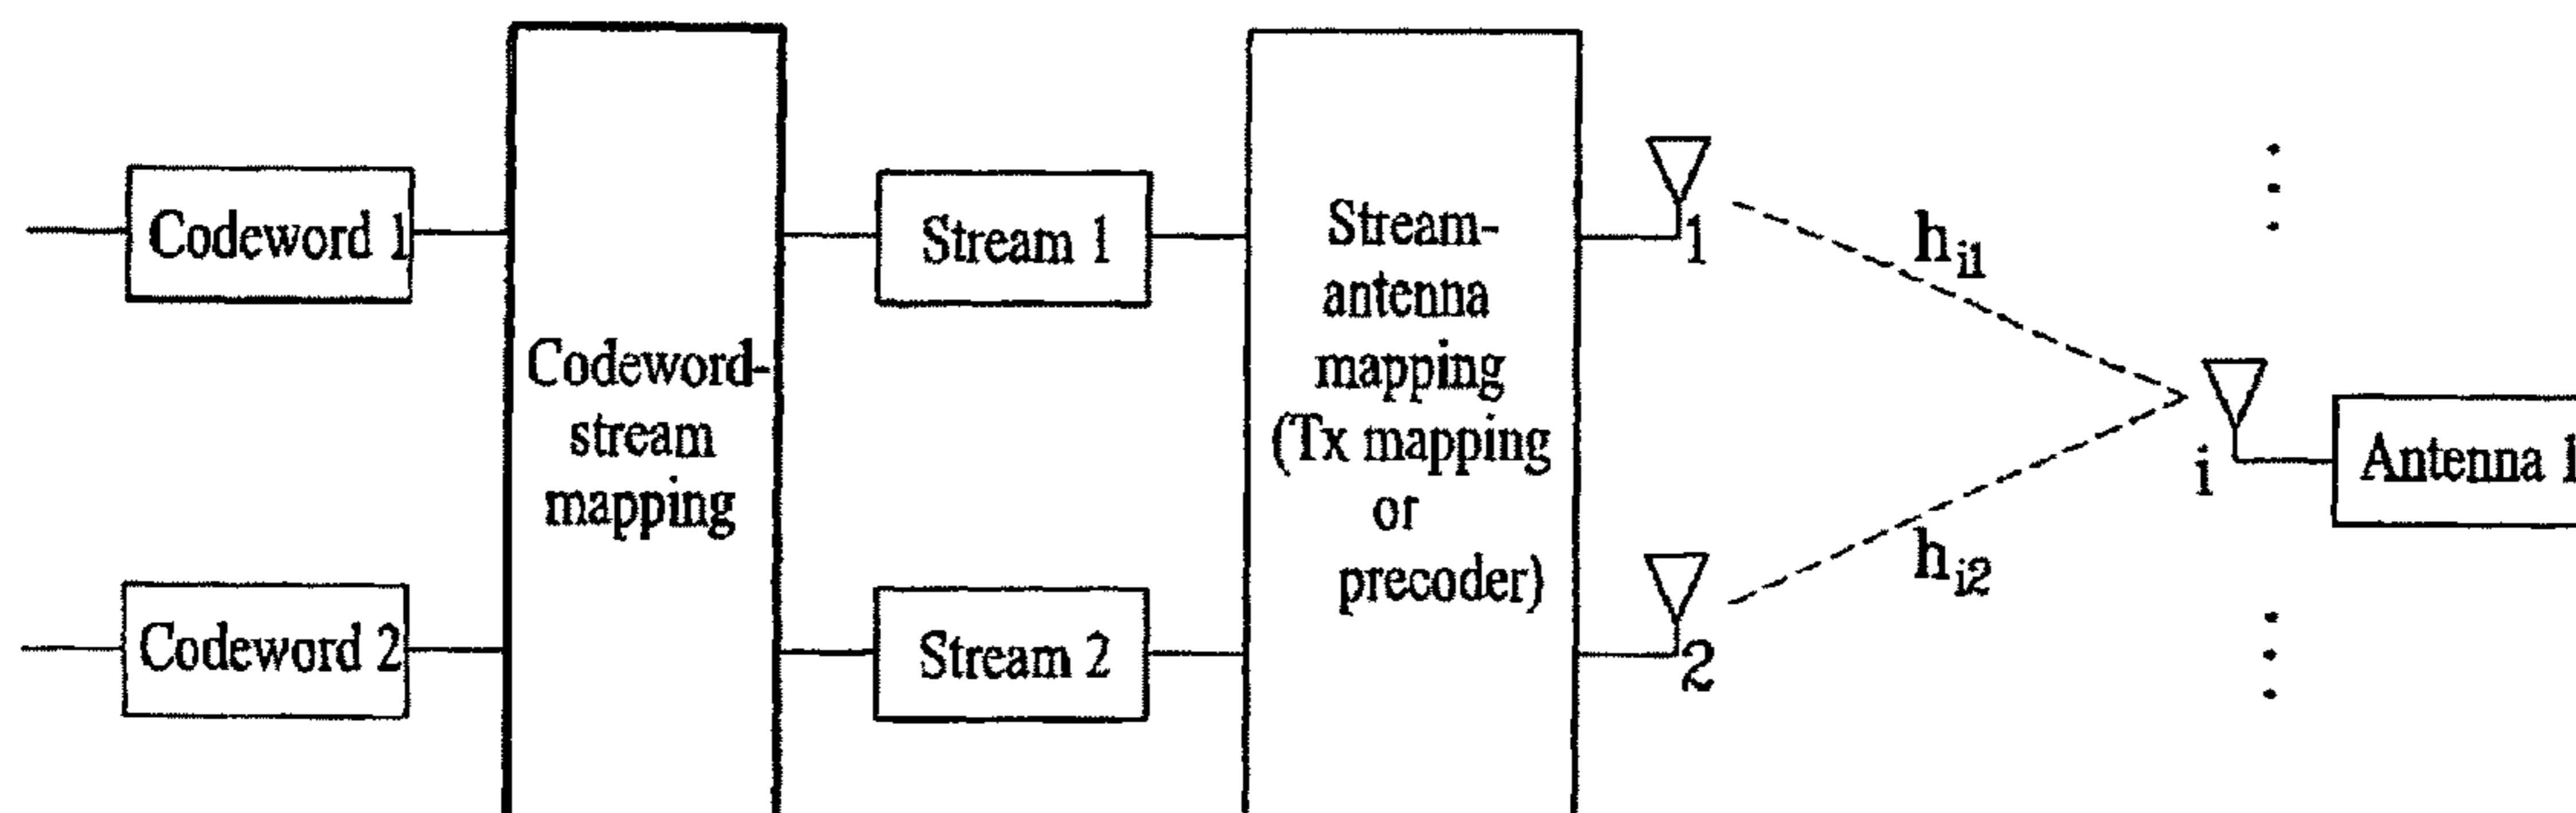 Codeword 1
Codeword-
stream
mapping
Stream 1
Stream-
antenna
mapping
(Tx mapping
or
precoder)
1
h_i1
i
Antenna 1
Codeword 2
Stream 2
2
h_i2